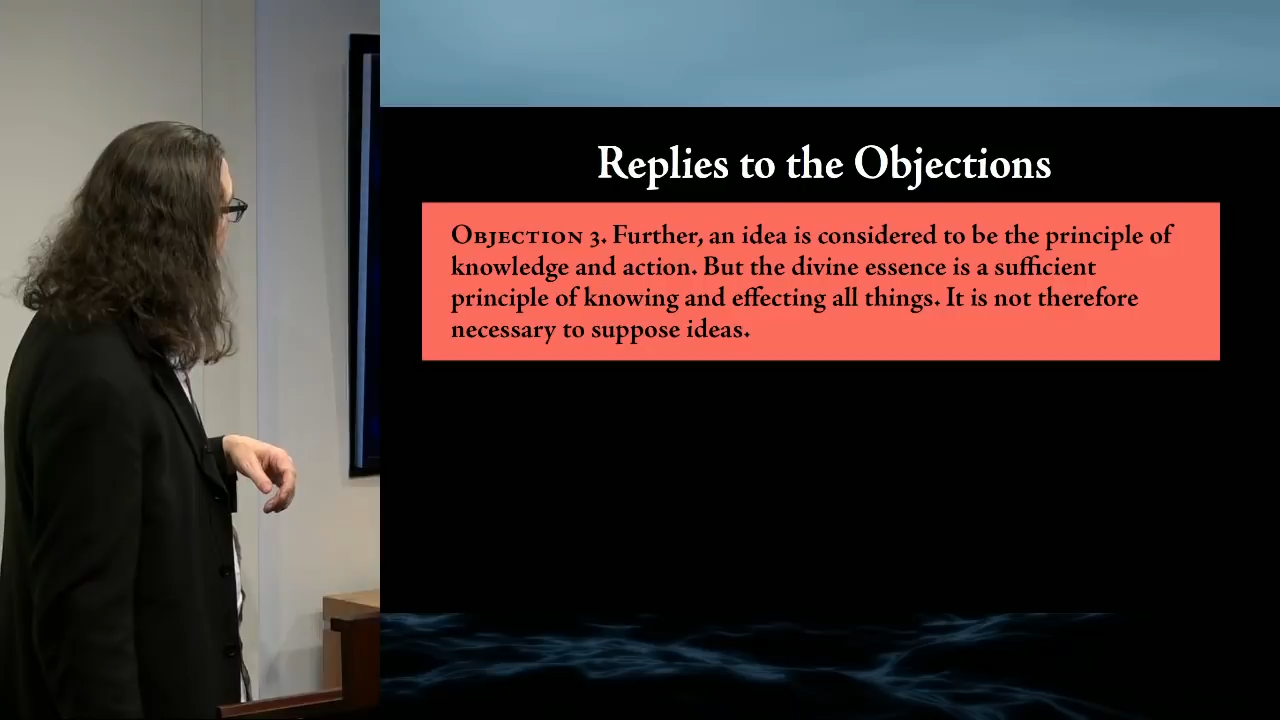 Replies to the Objections
Objection 3. Further, an idea is considered to be the principle of
knowledge and action. But the divine essence is a sufficient
principle of knowing and effecting all things. It is not therefore
necessary to suppose ideas.